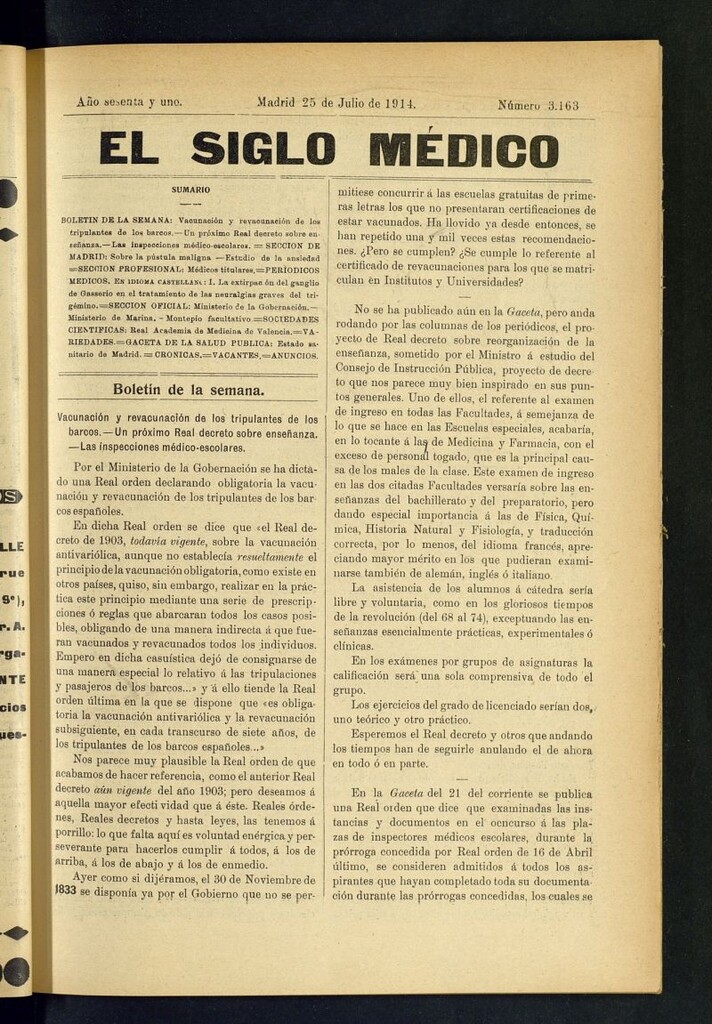 Año sesenta y uno.
Madrid 25 de Julio de 1914.
Número 3.163
EL SIGLO MÉDICO
SUMARIO
BOLETIN DE LA SEMANA: Vacunación y revacunación de los
tripulantes de los barcos.—Un próximo Real decreto sobre en-
señanza.—Las inspecciones médico-escolares. = SECCION DE
MADRID: Sobre la pústula maligna —Estudio de la ansiedad
=SECCION PROFESIONAL: Médicos titulares.=PERIÓDICOS
MEDICOS. EN IDIOMA CASTELLANA: I. La extirpación del ganglio
de Gasserio en el tratamiento de las neuralgias graves del tri-
gémino.=SECCION OFICIAL: Ministerio de la Gobernación.—
Ministerio de Marina. - Montepío facultativo.=SOCIEDADES
CIENTIFICAS: Real Academia de Medicina de Valencia.=VA-
RIEDADES.=GACETA DE LA SALUD PUBLICA: Estado sa-
nitario de Madrid. = CRONICAS.=VACANTES.=ANUNCIOS.
Boletín de la semana.
Vacunación y revacunación de los tripulantes de los
barcos.—Un próximo Real decreto sobre enseñanza.
—Las inspecciones médico-escolares.
Por el Ministerio de la Gobernación se ha dicta-
do una Real orden declarando obligatoria la vacu-
nación y revacunación de los tripulantes de los bar
cos españoles.
En dicha Real orden se dice que «el Real de-
creto de 1903, todavía vigente, sobre la vacunación
antivariólica, aunque no establecía resueltamente el
principio de la vacunación obligatoria, como existe en
otros países, quiso, sin embargo, realizar en la prác-
tica este principio mediante una serie de prescrip-
ciones ó reglas que abarcaran todos los casos posi-
bles, obligando de una manera indirecta á que fue-
ran vacunados y revacunados todos los individuos.
Empero en dicha casuística dejó de consignarse de
una manera especial lo relativo á las tripulaciones
y pasajeros de los barcos...» y á ello tiende la Real
orden última en la que se dispone que «es obliga-
toria la vacunación antivariólica y la revacunación
subsiguiente, en cada transcurso de siete años, de
los tripulantes de los barcos españoles...»
Nos parece muy plausible la Real orden de que
acabamos de hacer referencia, como el anterior Real
decreto aún vigente del año 1903; pero deseamos á
aquella mayor efectividad que á éste. Reales órde-
nes, Reales decretos y hasta leyes, las tenemos á
porrillo: lo que falta aquí es voluntad enérgica y per-
severante para hacerlos cumplir á todos, á los de
arriba, á los de abajo y á los de enmedio.
Ayer como si dijéramos, el 30 de Noviembre de
1833 se disponía ya por el Gobierno que no se per-
mitiese concurrir á las escuelas gratuitas de prime-
ras letras los que no presentaran certificaciones de
estar vacunados. Ha llovido ya desde entonces, se
han repetido una y mil veces estas recomendacio-
nes. ¿Pero se cumplen? ¿Se cumple lo referente al
certificado de revacunaciones para los que se matri-
culan en Institutos y Universidades?
No se ha publicado aún en la Gaceta, pero anda
rodando por las columnas de los periódicos, el pro-
yecto de Real decreto sobre reorganización de la
enseñanza, sometido por el Ministro á estudio del
Consejo de Instrucción Pública, proyecto de decre
to que nos parece muy bien inspirado en sus pun-
tos generales. Uno de ellos, el referente al examen
de ingreso en todas las Facultades, á semejanza de
lo que se hace en las Escuelas especiales, acabaría,
en lo tocante á las de Medicina y Farmacia, con el
exceso de personal togado, que es la principal cau-
sa de los males de la clase. Este examen de ingreso
en las dos citadas Facultades versaría sobre las en-
señanzas del bachillerato y del preparatorio, pero
dando especial importancia á las de Física, Quí-
mica, Historia Natural y Fisiología, y traducción
correcta, por lo menos, del idioma francés, apre-
ciando mayor mérito en los que pudieran exami-
narse también de alemán, inglés ó italiano.
La asistencia de los alumnos á cátedra sería
libre y voluntaria, como en los gloriosos tiempos
de la revolución (del 68 al 74), exceptuando las en-
señanzas esencialmente prácticas, experimentales ó
clínicas.
En los exámenes por grupos de asignaturas la
calificación será una sola comprensiva de todo el
grupo.
Los ejercicios del grado de licenciado serían dos,
uno teórico y otro práctico.
Esperemos el Real decreto y otros que andando
los tiempos han de seguirle anulando el de ahora
en todo ó en parte.
En la Gaceta del 21 del corriente se publica
una Real orden que dice que examinadas las ins-
tancias y documentos en el concurso á las pla-
zas de inspectores médicos escolares, durante la
prórroga concedida por Real orden de 16 de Abril
último, se consideren admitidos á todos los as-
pirantes que hayan completado toda su documenta-
ción durante las prórrogas concedidas, los cuales se